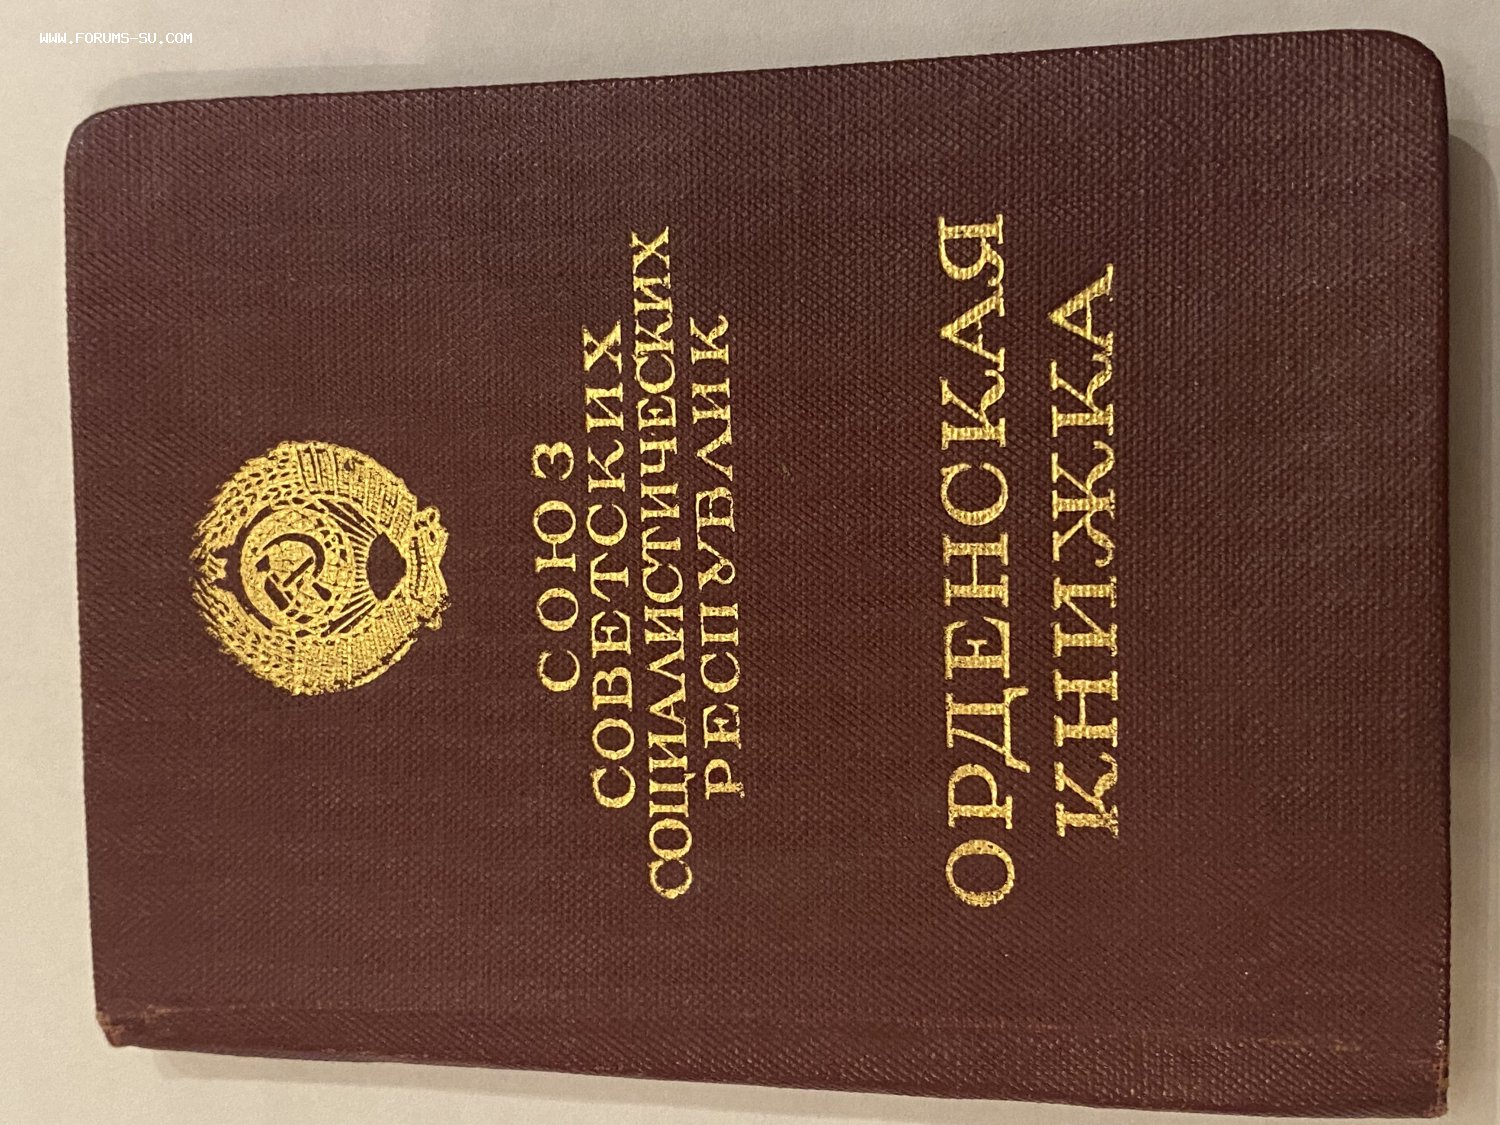 WWW.FORUMS-SU.COM
СОЮЗ
СОВЕТСКИХ
СОЦИАЛИСТИЧЕСКИХ
РЕСПУБЛИК
ОРДЕНСКАЯ
КНИЖКА